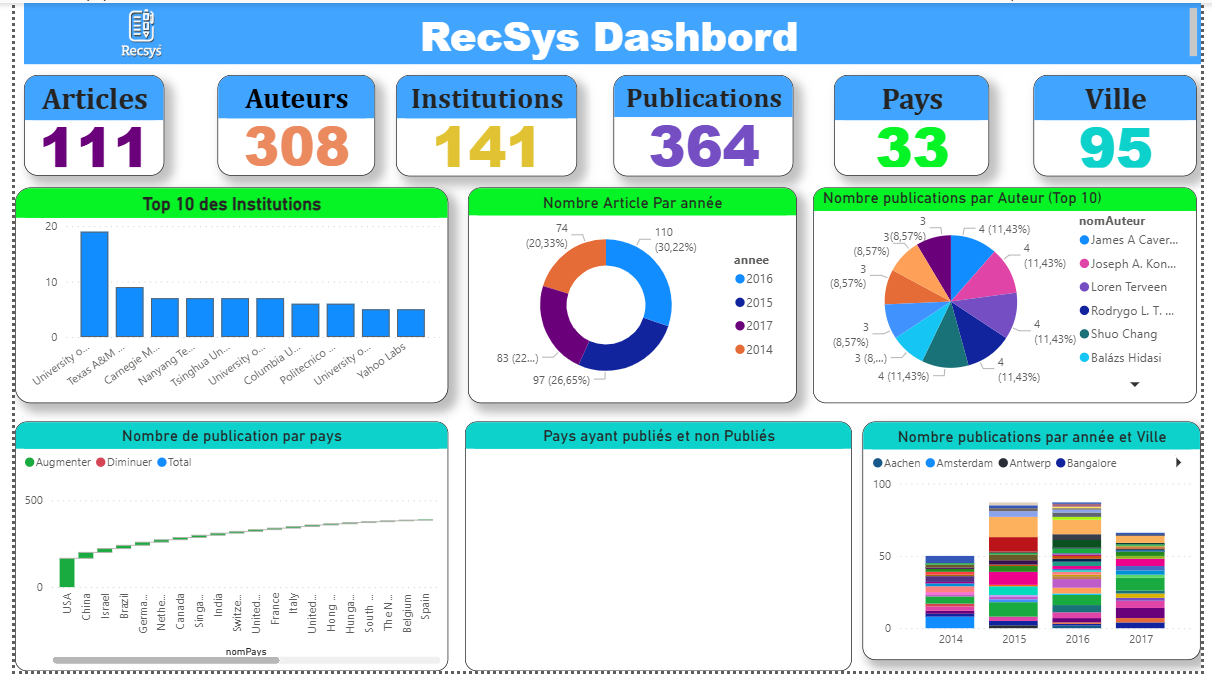 Recsys
RecSys Dashbord
Articles
111
Auteurs
308
Institutions
141
Publications
364
Pays
33
Ville
95
Top 10 des Institutions
20
10
0
University o...
Texas A&M ...
Carnegie M...
Nanyang Te...
Tsinghua Un...
University o...
Columbia U...
Politecnico ...
University o...
Yahoo Labs
Nombre Article Par année
74
(20,33%)
110
(30,22%)
83 (22...)
97 (26,65%)
annee
2016
2015
2017
2014
Nombre publications par Auteur (Top 10)
3
(8,57%)
4 (11,43%)
3
(8,57%)
4
(11,43%)
3
(8,57%)
4
(11,43%)
3
(8,57%)
3 (8,...)
4 (11,43%)
4
(11,43%)
nomAuteur
James A Caver...
Joseph A. Kon...
Loren Terveen
Rodrygo L. T. ...
Shuo Chang
Balázs Hidasi
Nombre de publication par pays
Augmenter Diminuer Total
500
0
USA
China
Israel
Brazil
Germa...
Nethe...
Canada
Singa...
India
Switze...
United...
France
Italy
United...
Hong ...
Hunga...
South ...
The N...
Belgium
Spain
nomPays
Pays ayant publiés et non Publiés
Nombre publications par année et Ville
Aachen Amsterdam Antwerp Bangalore
100
50
0
2014
2015
2016
2017